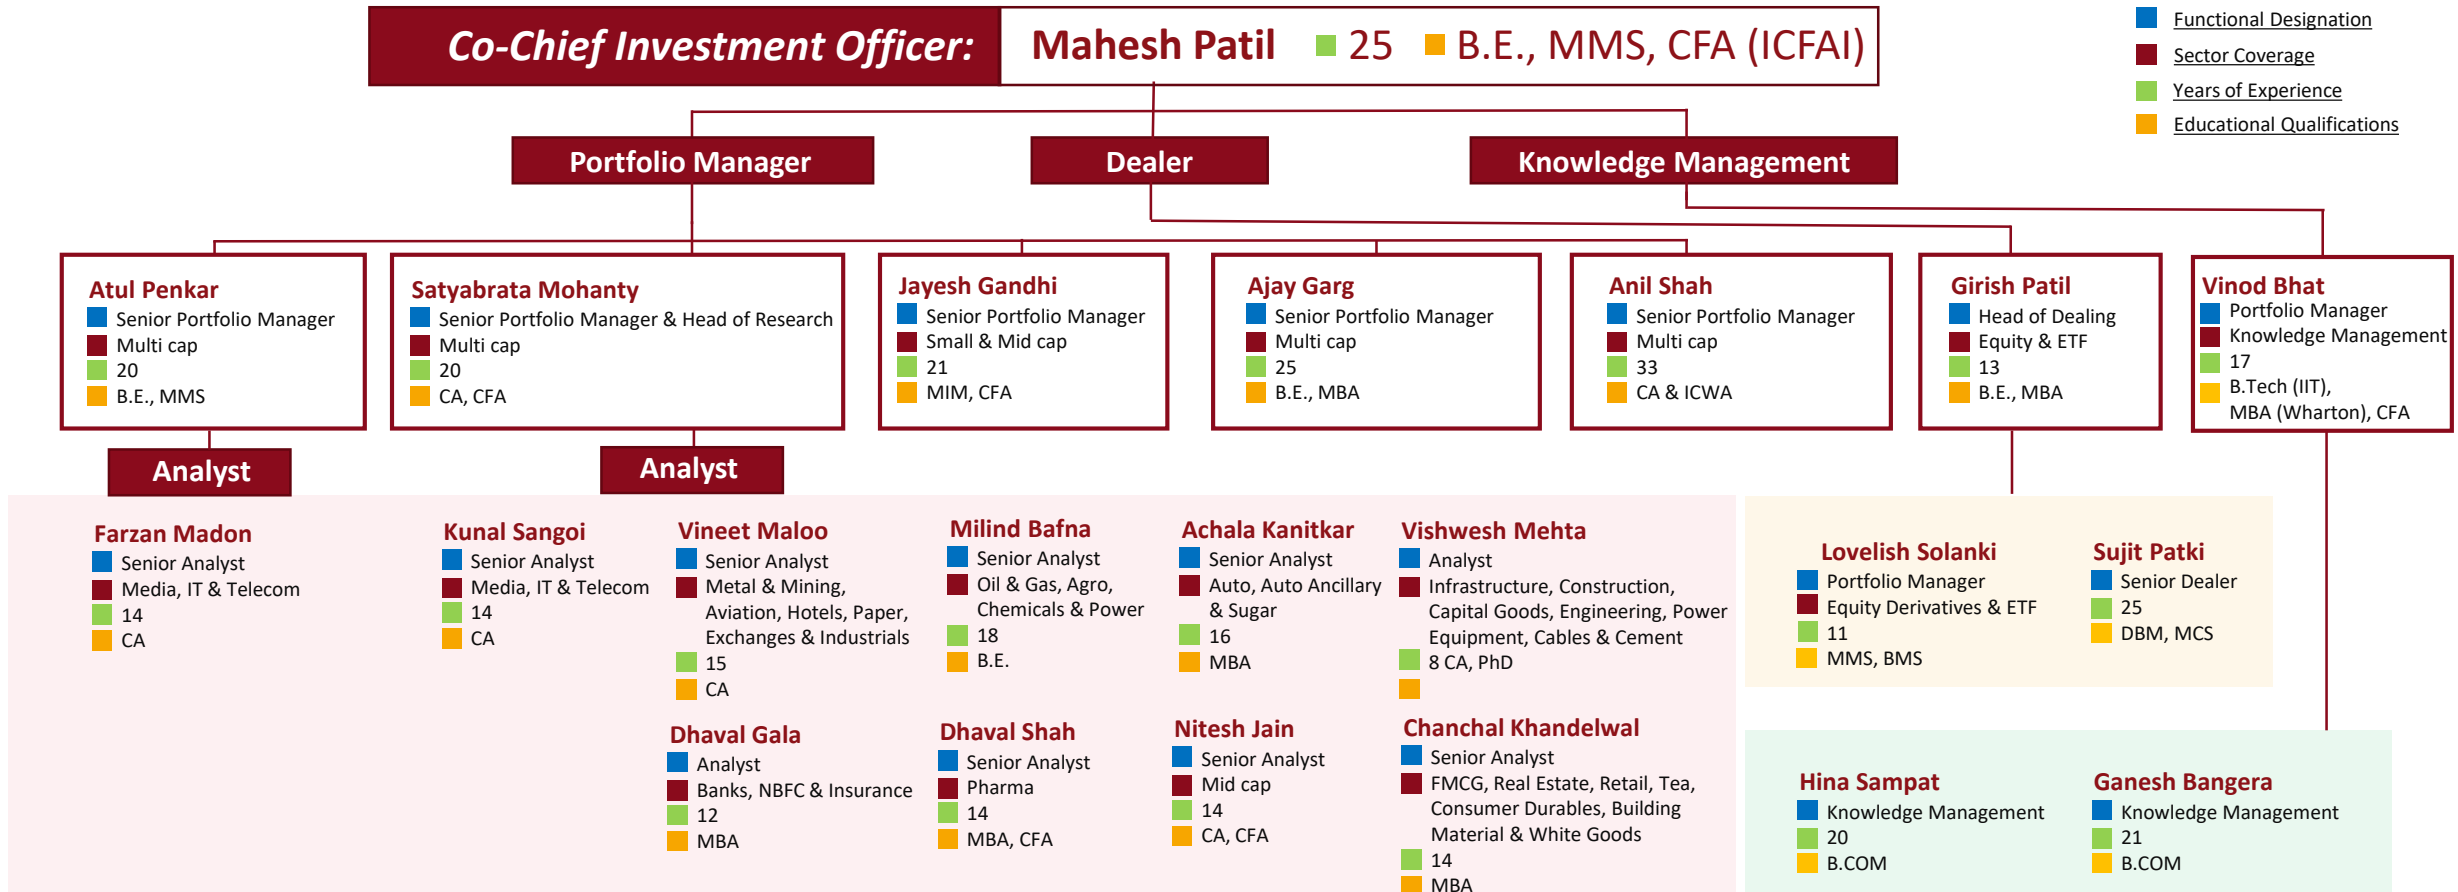 Co-Chief Investment Officer: Mahesh Patil 25 B.E., MMS, CFA (ICFAI)
Functional Designation
Sector Coverage
Years of Experience
Educational Qualifications
Portfolio Manager
Dealer
Knowledge Management
Atul Penkar
Senior Portfolio Manager
Multi cap
20
B.E., MMS
Satyabrata Mohanty
Senior Portfolio Manager & Head of Research
Multi cap
20
CA, CFA
Jayesh Gandhi
Senior Portfolio Manager
Small & Mid cap
21
MIM, CFA
Ajay Garg
Senior Portfolio Manager
Multi cap
25
B.E., MBA
Anil Shah
Senior Portfolio Manager
Multi cap
33
CA & ICWA
Girish Patil
Head of Dealing
Equity & ETF
13
B.E., MBA
Vinod Bhat
Portfolio Manager
Knowledge Management
17
B.Tech (IIT),
MBA (Wharton), CFA
Analyst
Analyst
Farzan Madon
Senior Analyst
Media, IT & Telecom
14
CA
Kunal Sangoi
Senior Analyst
Media, IT & Telecom
14
CA
Vineet Maloo
Senior Analyst
Metal & Mining,
Aviation, Hotels, Paper,
Exchanges & Industrials
15
CA
Milind Bafna
Senior Analyst
Oil & Gas, Agro,
Chemicals & Power
18
B.E.
Achala Kanitkar
Senior Analyst
Auto, Auto Ancillary
& Sugar
16
MBA
Vishwesh Mehta
Analyst
Infrastructure, Construction,
Capital Goods, Engineering, Power
Equipment, Cables & Cement
8 CA, PhD
Lovelish Solanki
Portfolio Manager
Equity Derivatives & ETF
11
MMS, BMS
Sujit Patki
Senior Dealer
25
DBM, MCS
Dhaval Gala
Analyst
Banks, NBFC & Insurance
12
MBA
Dhaval Shah
Senior Analyst
Pharma
14
MBA, CFA
Nitesh Jain
Senior Analyst
Mid cap
14
CA, CFA
Chanchal Khandelwal
Senior Analyst
FMCG, Real Estate, Retail, Tea,
Consumer Durables, Building
Material & White Goods
14
MBA
Hina Sampat
Knowledge Management
20
B.COM
Ganesh Bangera
Knowledge Management
21
B.COM